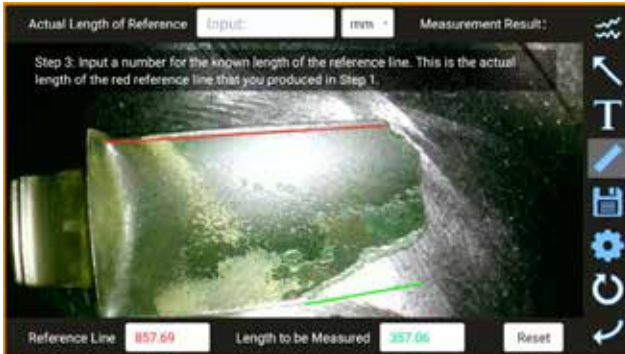 Actual Length of Reference Input: mm Measurement Result:
Step 3: Input a number for the known length of the reference line. This is the actual
length of the red reference line that you produced in Step 1.
T
Reference Line 857.69 Length to be Measured 357.06 Reset